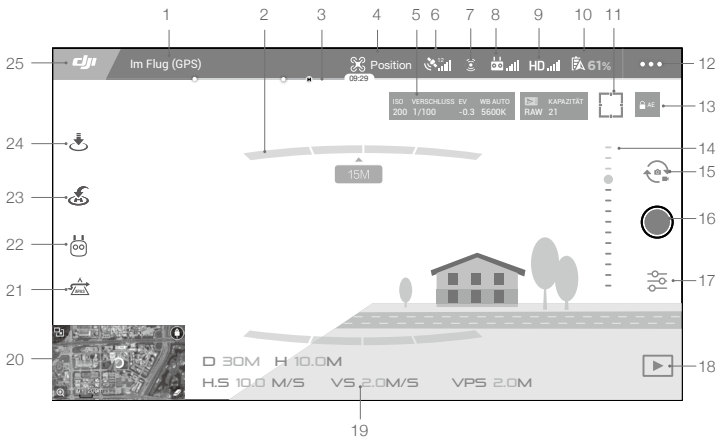 1 2 3 4 5 6 7 8 9 10 11
25 dji Im Flug (GPS) Position 12 HD 61% 12
09:29
H
ISO VERSCHLUSS EV WB AUTO KAPAZITÄT
200 1/100 -0.3 5600K RAW 21
AE 13
24 14
15M 15
23
16
22
17
21
20
D 30M H 10.0M
H.S 10.0 M/S VS 2.0M/S VPS 2.0M
18
19